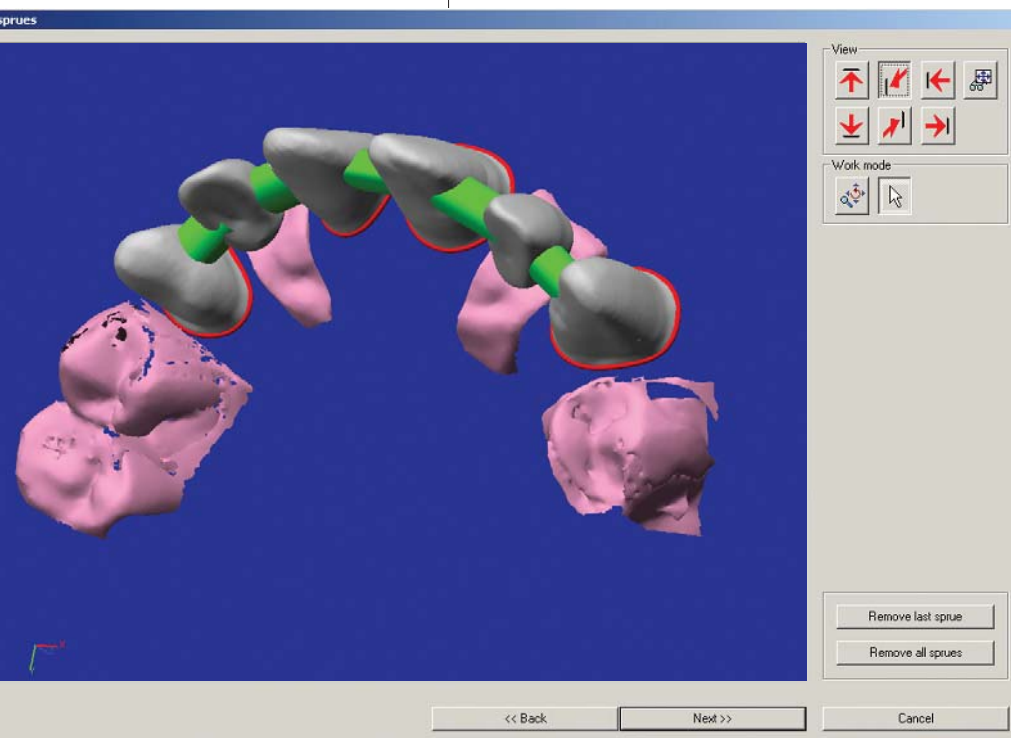 sprues
View
Work mode
Remove last sprue
Remove all sprues
<< Back
Next >>
Cancel
x